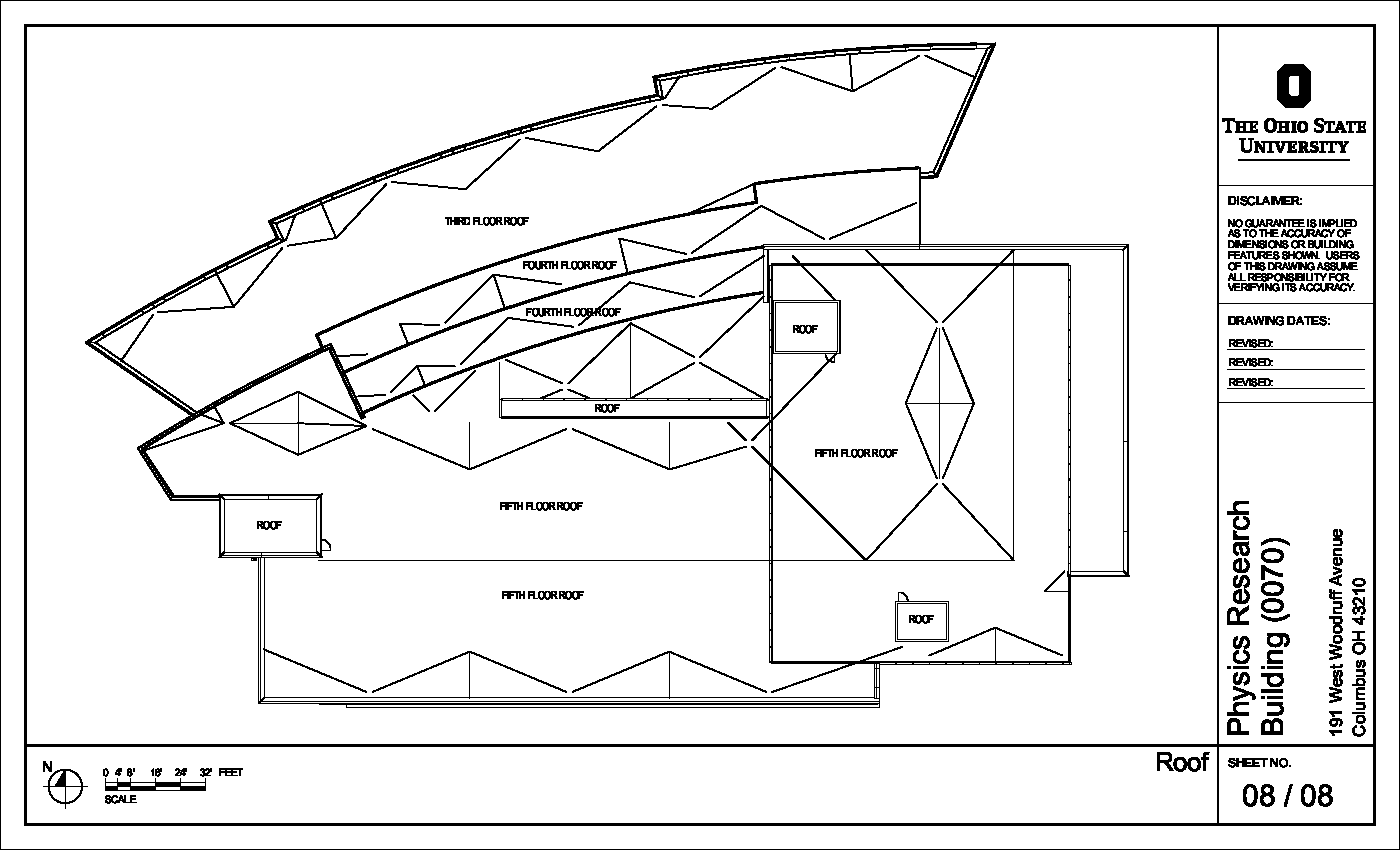 THIRD FLOOR ROOF
FOURTH FLOOR ROOF
FOURTH FLOOR ROOF
ROOF
ROOF
FIFTH FLOOR ROOF
FIFTH FLOOR ROOF
ROOF
FIFTH FLOOR ROOF
ROOF
THE OHIO STATE
UNIVERSITY
DISCLAIMER:
NO GUARANTEE IS IMPLIED
AS TO THE ACCURACY OF
DIMENSIONS OR BUILDING
FEATURES SHOWN. USERS
OF THIS DRAWING ASSUME
ALL RESPONSIBILITY FOR
VERIFYING ITS ACCURACY.
DRAWING DATES:
REVISED:
REVISED:
REVISED:
Physics Research
Building (0070)
191 West Woodruff Avenue
Columbus OH 43210
N
0 4' 8' 16' 24' 32' FEET
SCALE
Roof
SHEET NO.
08 / 08